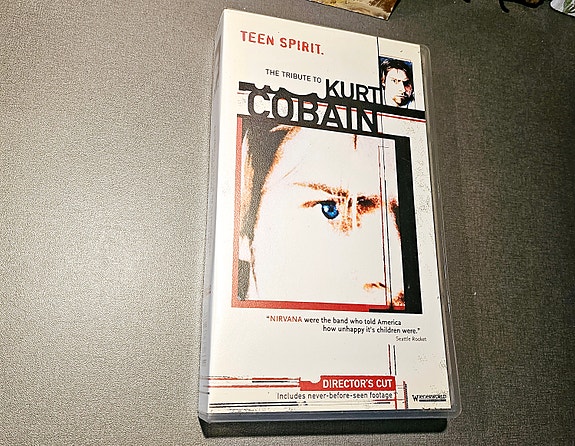 TEEN SPIRIT.
THE TRIBUTE TO
KURT
COBAIN
"NIRVANA were the band who told America
how unhappy it's children were."
Seattle Rocket
DIRECTOR'S CUT
Includes never-before-seen footage
WIENERWORLD